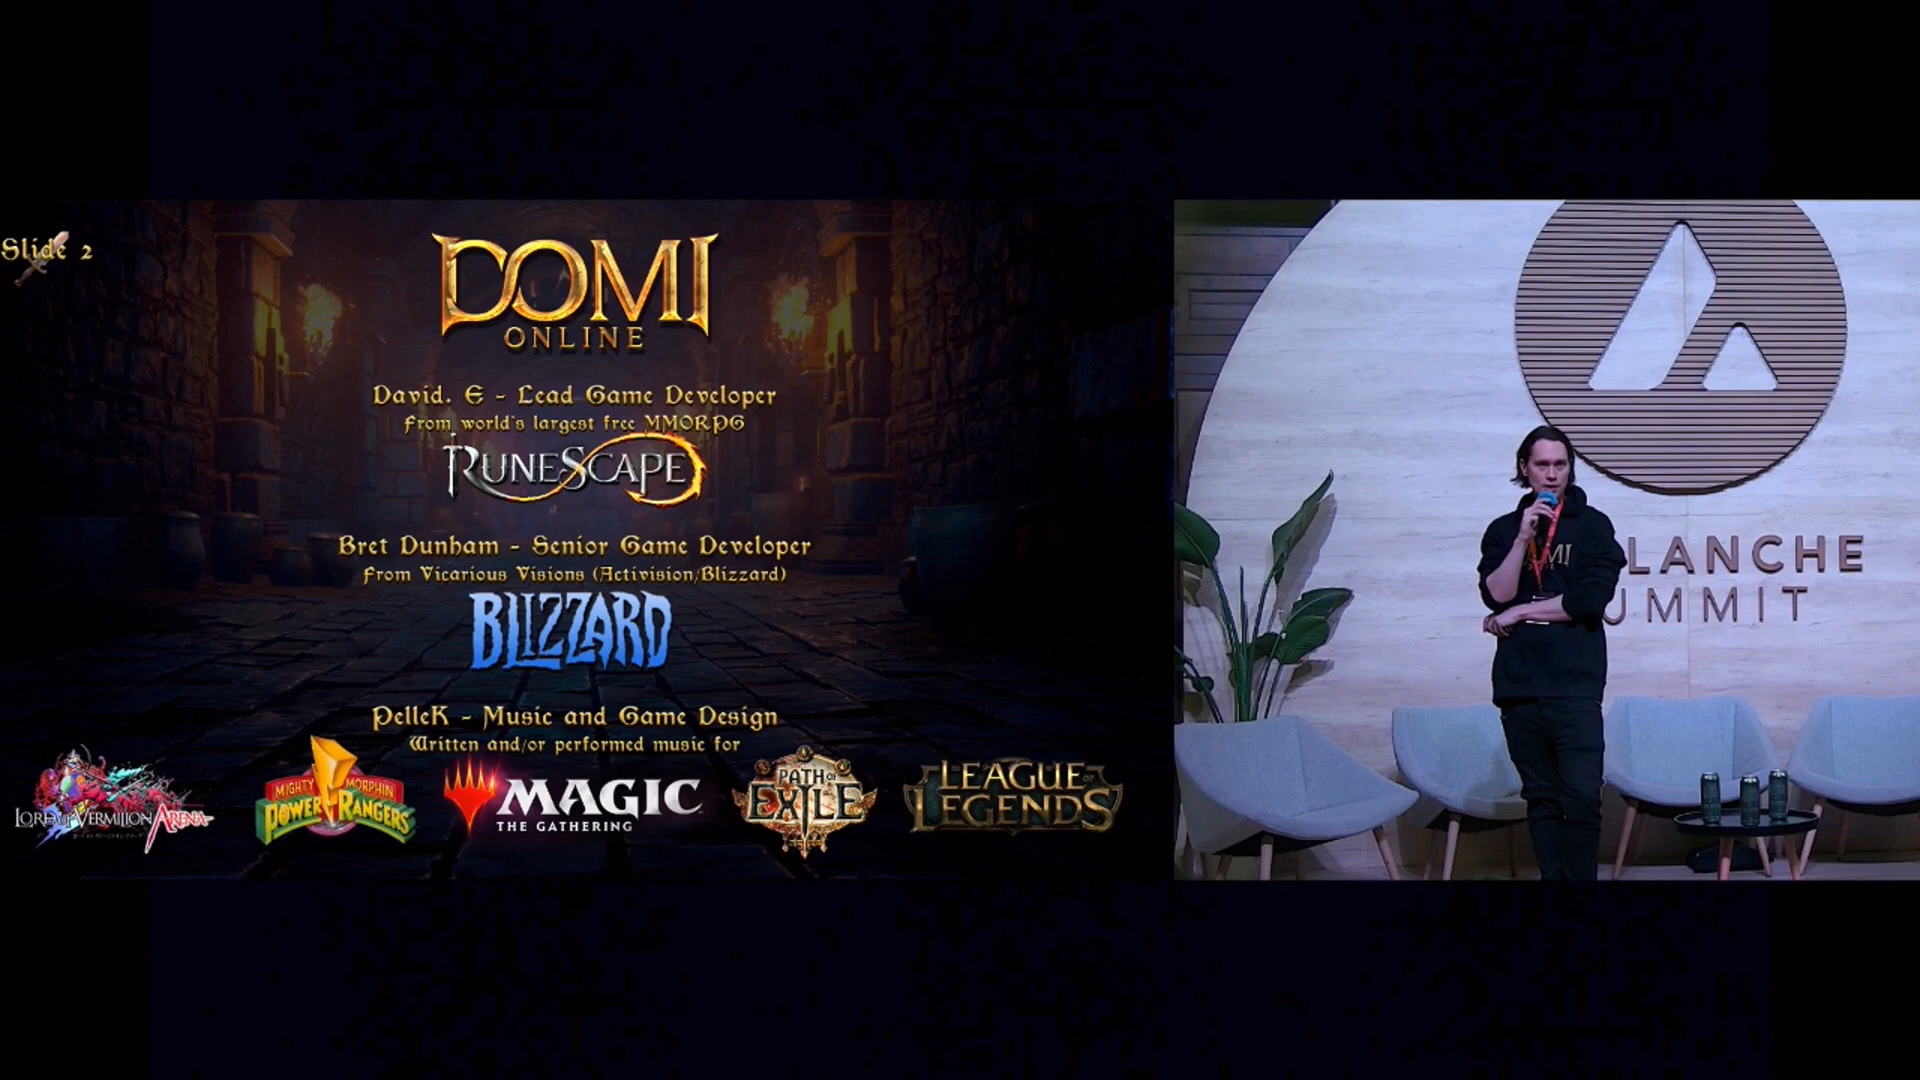 Slide 2
DOMI
ONLINE
David. E - Lead Game Developer
From world's largest free MMORPG
RUNESCAPE
Bret Dunham - Senior Game Developer
From Vicarious Visions (Activision/Blizzard)
BLIZZARD
PelleK - Music and Game Design
Written and/or performed music for
LORD OF VERMILION ARENA
MIGHTY MORPHIN
POWER RANGERS
MAGIC
THE GATHERING
PATH OF
EXILE
LEAGUE OF
LEGENDS
LANCHE
UMMIT